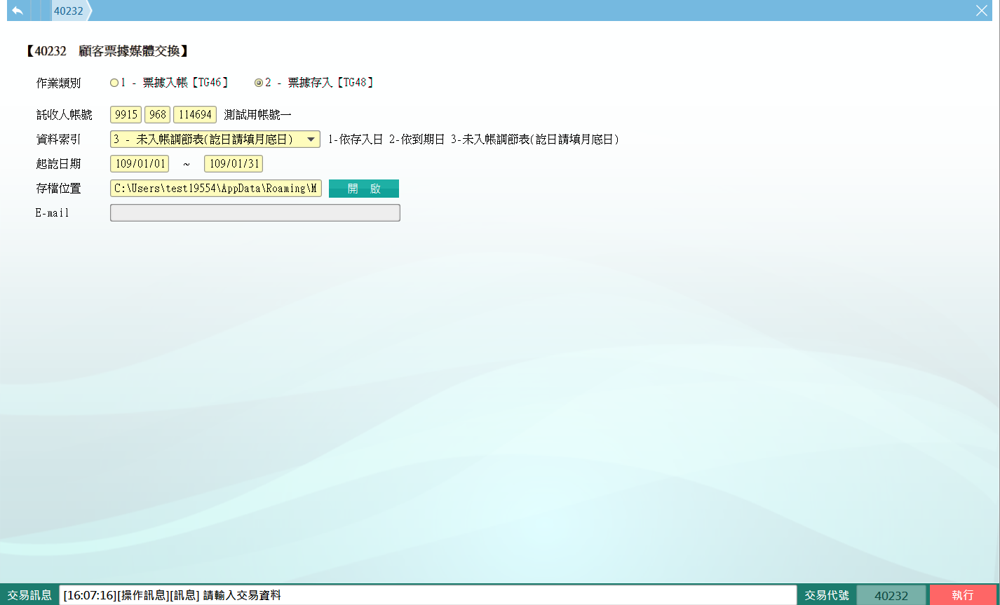 40232
【40232　顧客票據媒體交換】
作業類別 1 - 票據入帳【TG46】 2 - 票據存入【TG48】
託收人帳號 9915 968 114694 測試用帳號一
資料索引 3 - 未入帳調節表(訖日請填月底日) 1-依存入日 2-依到期日 3-未入帳調節表(訖日請填月底日)
起訖日期 109/01/01 ~ 109/01/31
存檔位置 C:\Users\test19554\AppData\Roaming\M 開 啟
E-mail
交易訊息 [16:07:16][操作訊息][訊息] 請輸入交易資料 交易代號 40232 執行